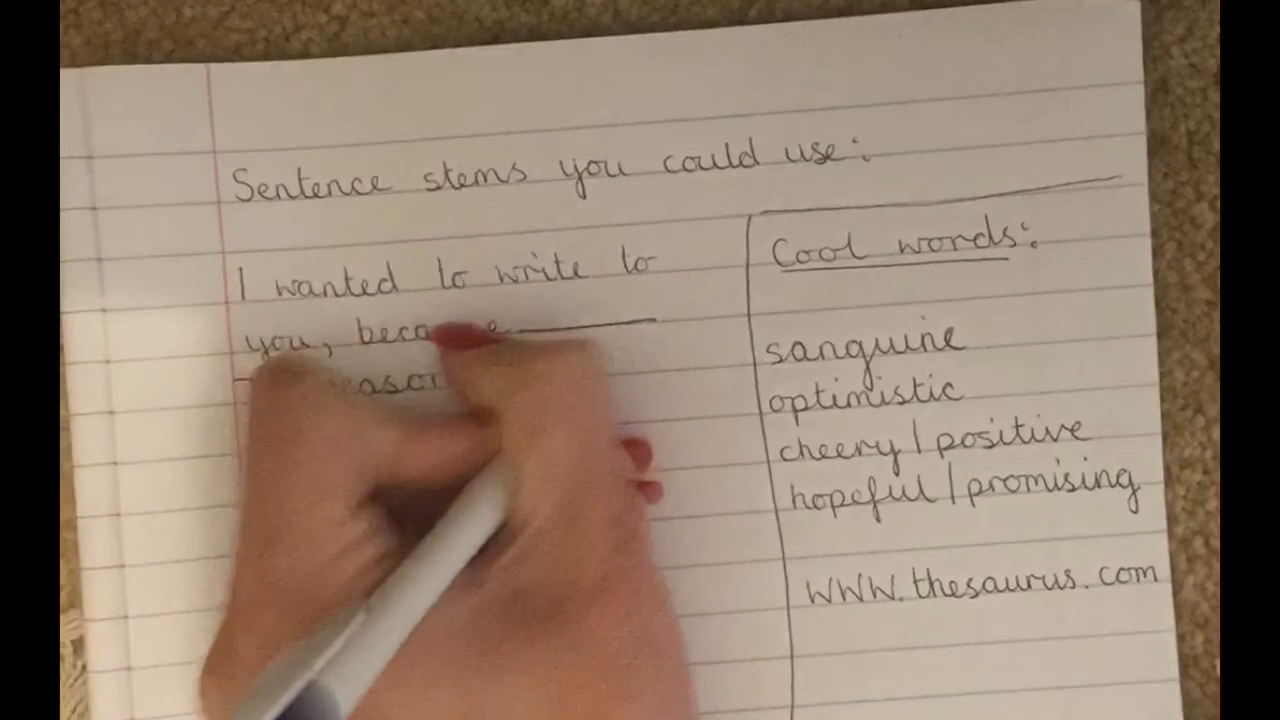 Sentence stems you could use:
I wanted to write to
you,
Cool words:
sanguine
optimistic
cheery/positive
hopeful/promising
www.thesaurus.com